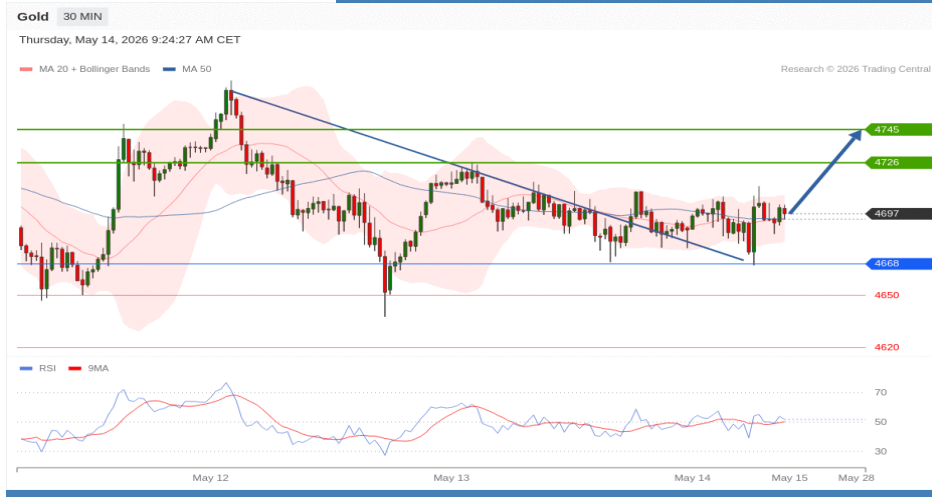 Gold 30 MIN
Thursday, May 14, 2026 9:24:27 AM CET
MA 20 + Bollinger Bands MA 50
Research © 2026 Trading Central
4745
4726
4697
4668
4650
4620
RSI 9MA
70
50
30
May 12 May 13 May 14 May 15 May 28